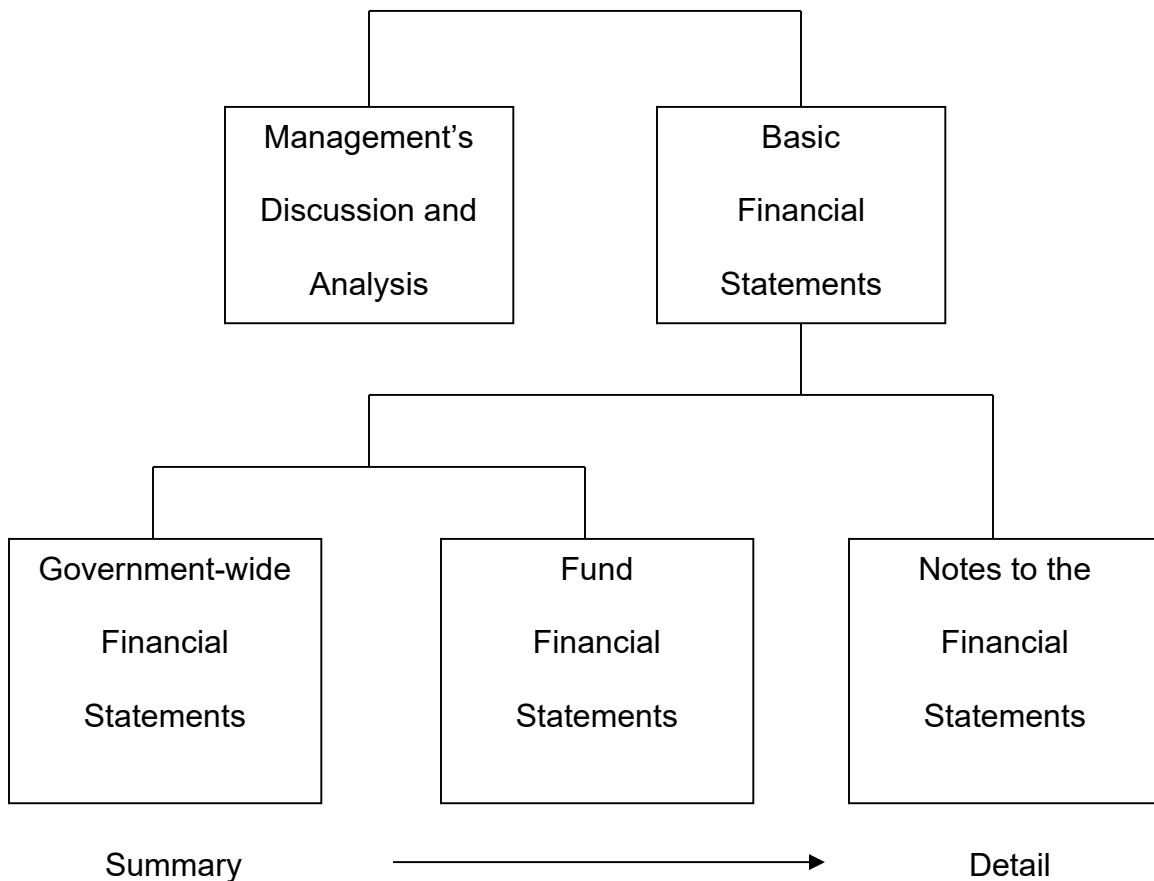 Management’s
Discussion and
Analysis
Basic
Financial
Statements
Government-wide
Financial
Statements
Fund
Financial
Statements
Notes to the
Financial
Statements
Summary
Detail